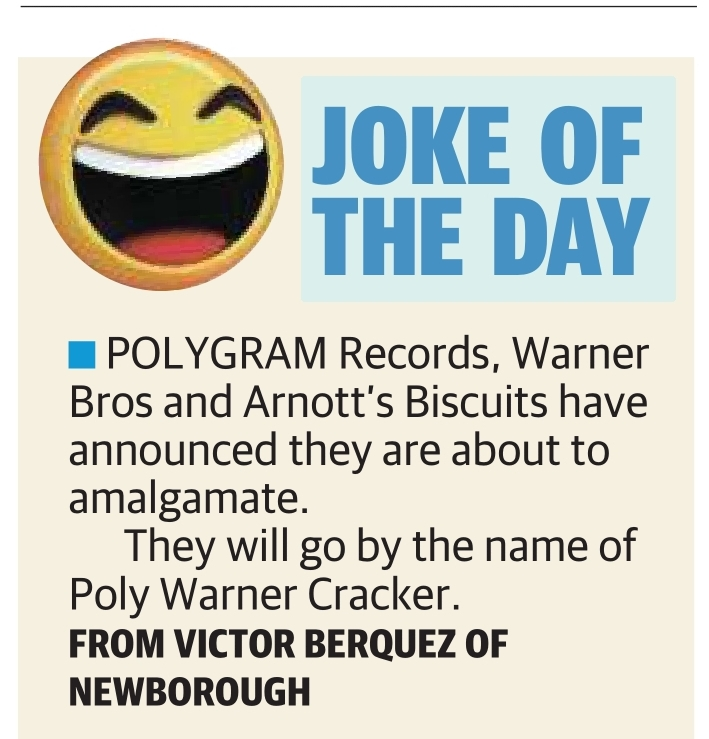 JOKE OF
THE DAY
■ POLYGRAM Records, Warner
Bros and Arnott’s Biscuits have
announced they are about to
amalgamate.
They will go by the name of
Poly Warner Cracker.
FROM VICTOR BERQUEZ OF
NEWBOROUGH